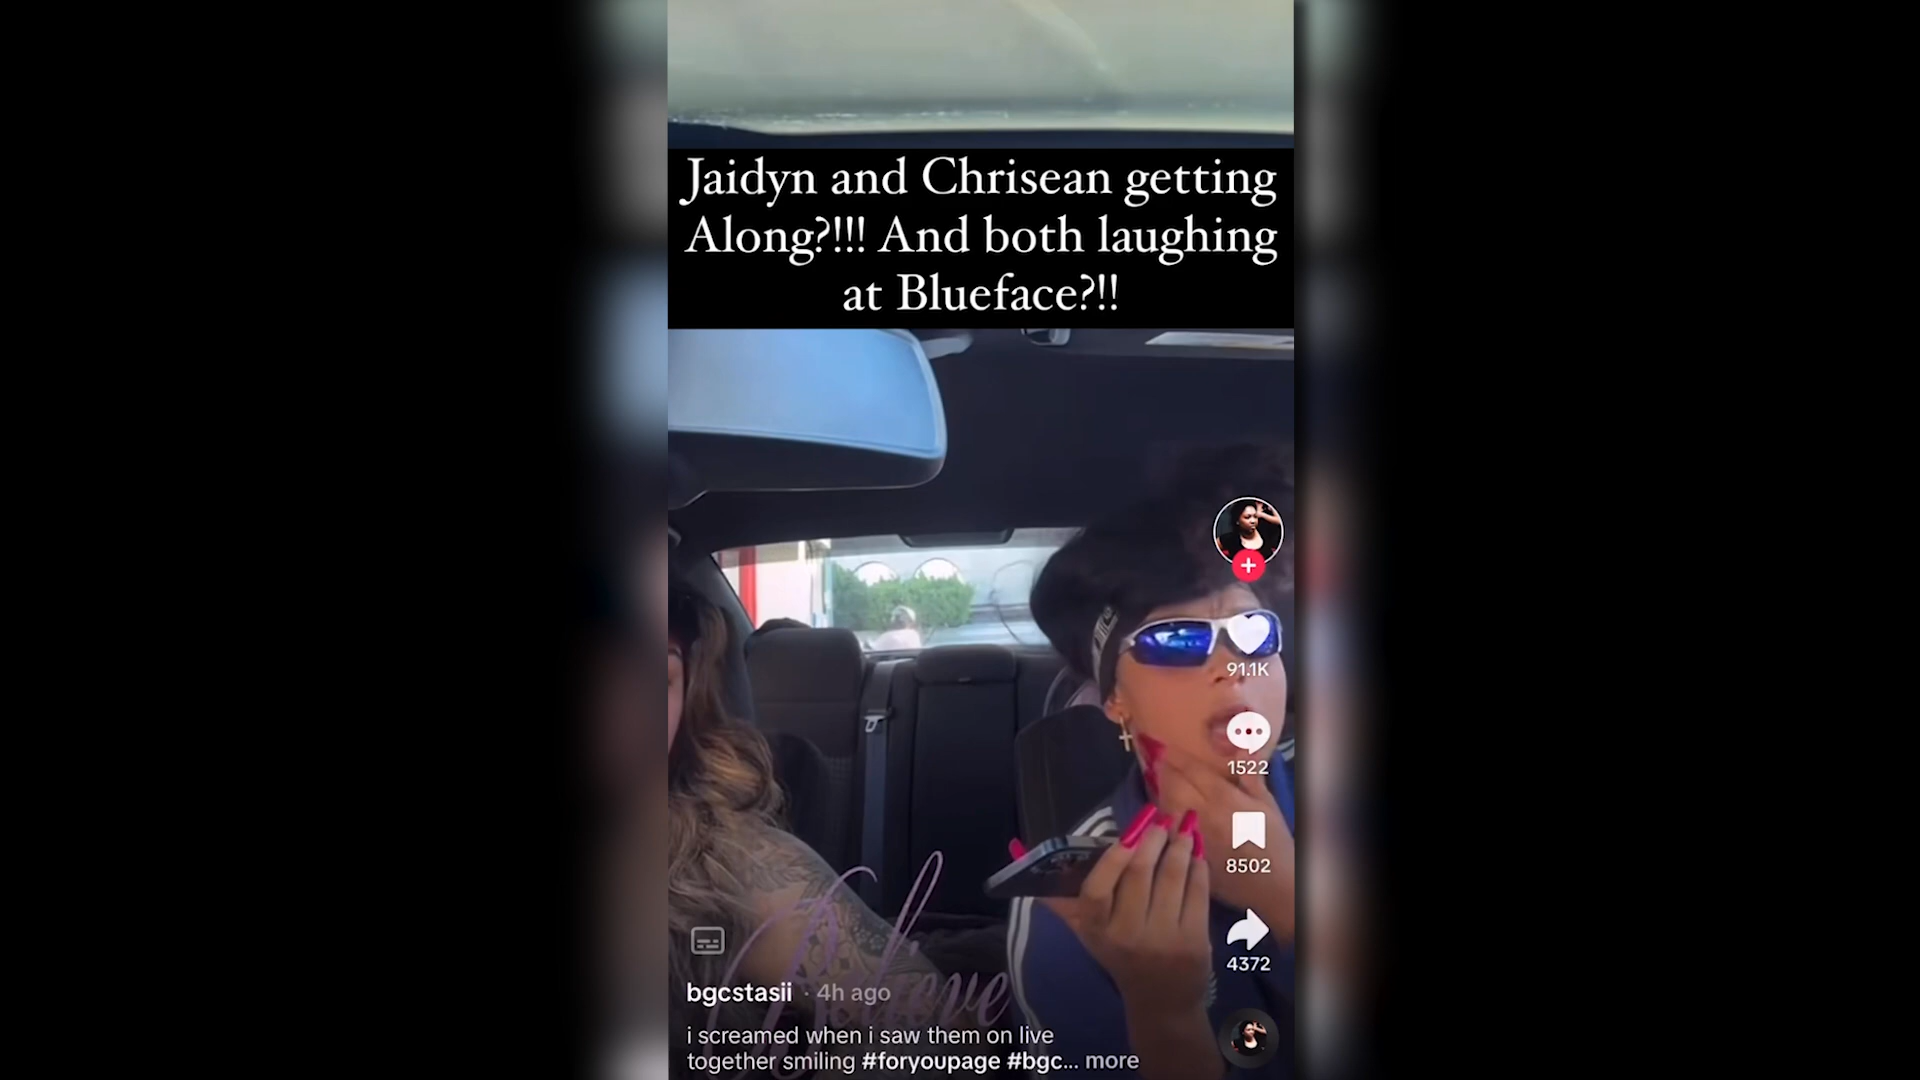 Jaidyn and Chrisean getting
Along?!!! And both laughing
at Blueface?!!
91.1K
1522
8502
4372
Believe
bgcstasii · 4h ago
i screamed when i saw them on live
together smiling #foryoupage #bgc... more